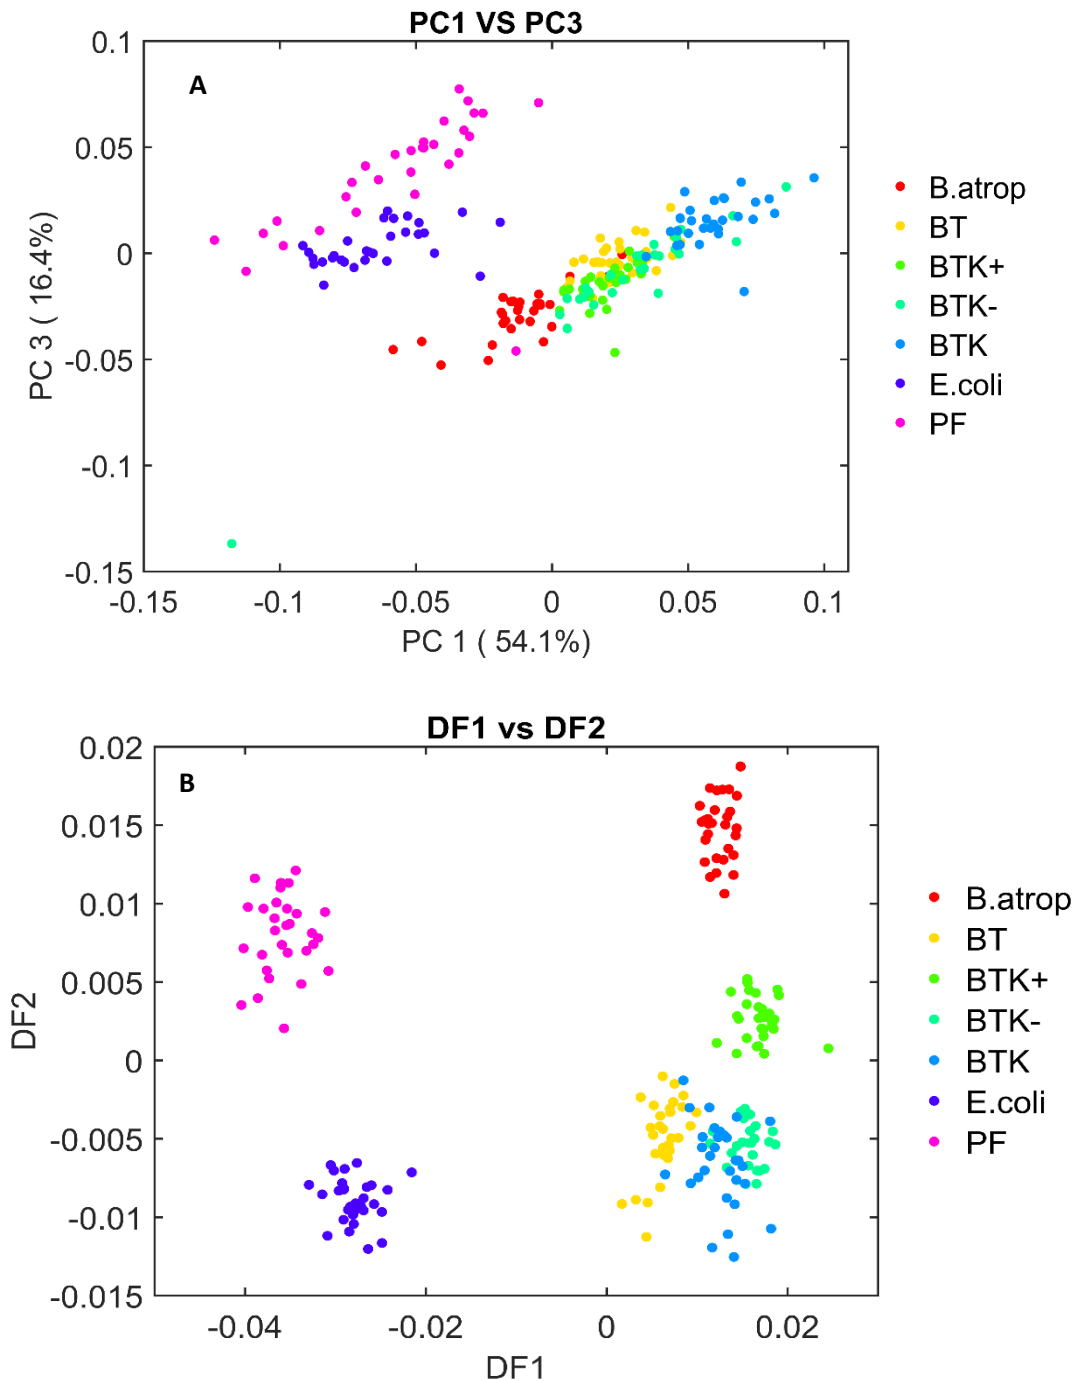 PC1 VS PC3
A
0.1
0.05
0
-0.05
-0.1
-0.15
PC 3 ( 16.4%)
-0.15 -0.1 -0.05 0 0.05 0.1
PC 1 ( 54.1%)
B.atrop
BT
BTK+
BTK-
BTK
E.coli
PF
DF1 vs DF2
B
0.02
0.015
0.01
0.005
0
-0.005
-0.01
-0.015
DF2
-0.04 -0.02 0 0.02
DF1
B.atrop
BT
BTK+
BTK-
BTK
E.coli
PF